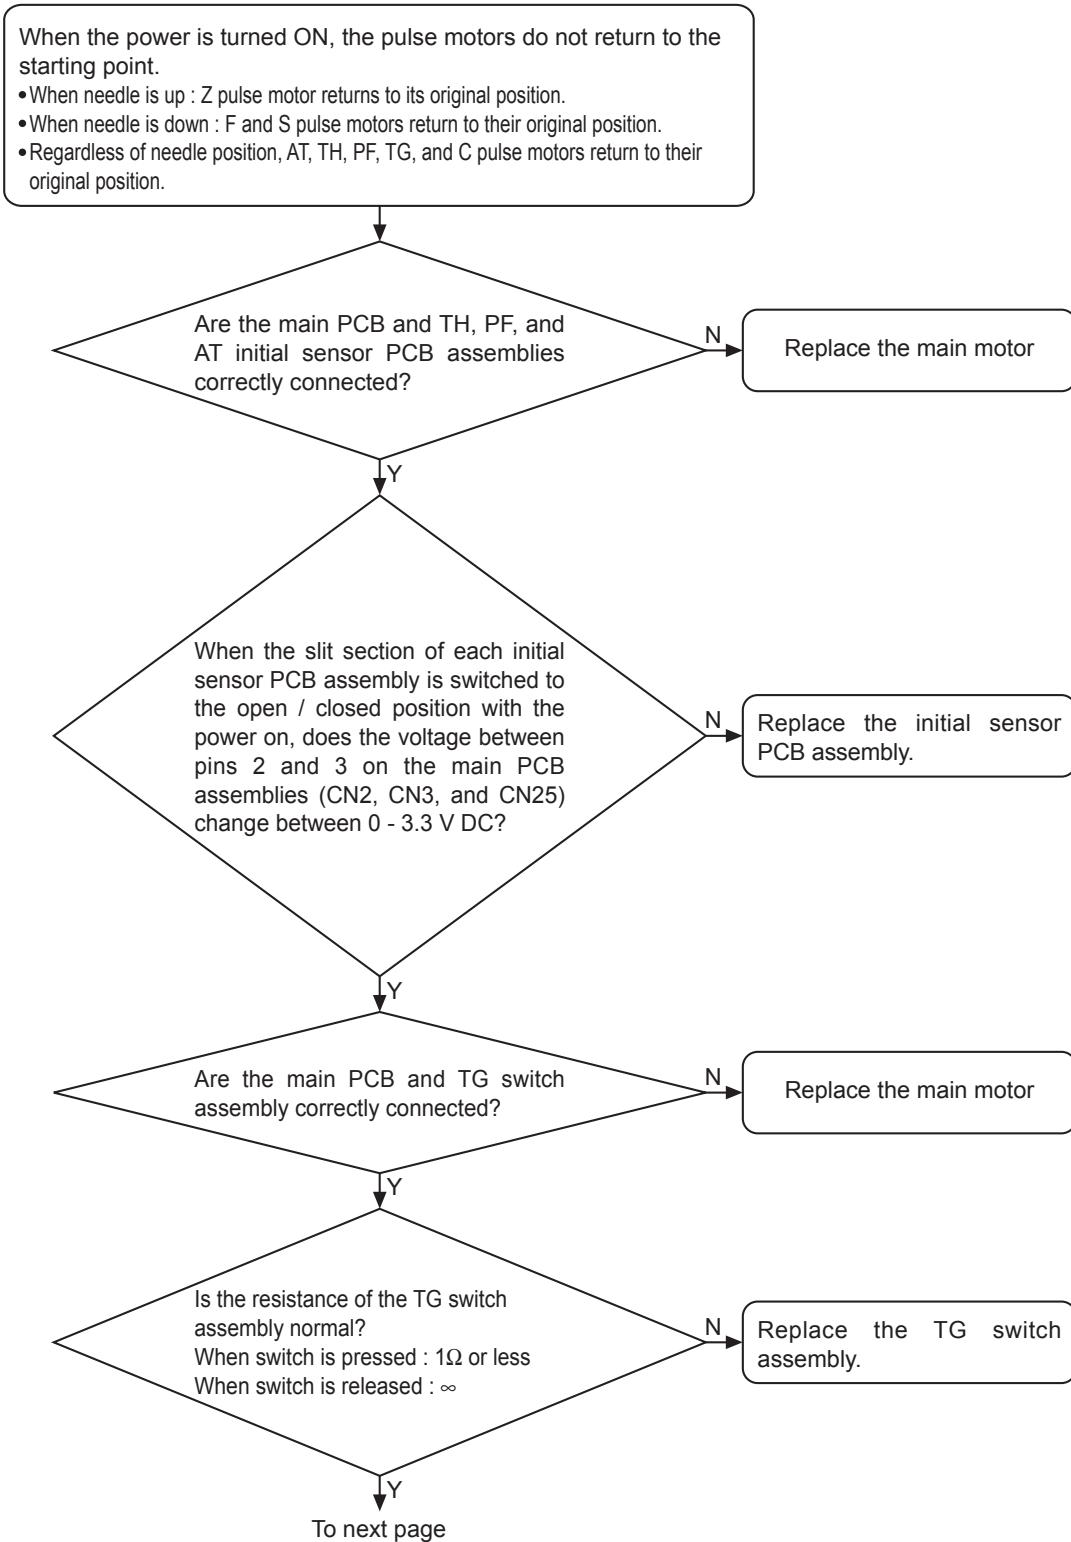 When the power is turned ON, the pulse motors do not return to the
starting point.
•When needle is up : Z pulse motor returns to its original position.
•When needle is down : F and S pulse motors return to their original position.
•Regardless of needle position, AT, TH, PF, TG, and C pulse motors return to their
original position.
Are the main PCB and TH, PF, and
AT initial sensor PCB assemblies
correctly connected?
N
Replace the main motor
Y
When the slit section of each initial
sensor PCB assembly is switched to
the open / closed position with the
power on, does the voltage between
pins 2 and 3 on the main PCB
assemblies (CN2, CN3, and CN25)
change between 0 - 3.3 V DC?
N
Replace the initial sensor
PCB assembly.
Y
Are the main PCB and TG switch
assembly correctly connected?
N
Replace the main motor
Y
Is the resistance of the TG switch
assembly normal?
When switch is pressed : 1Ω or less
When switch is released : ∞
N
Replace the TG switch
assembly.
Y
To next page